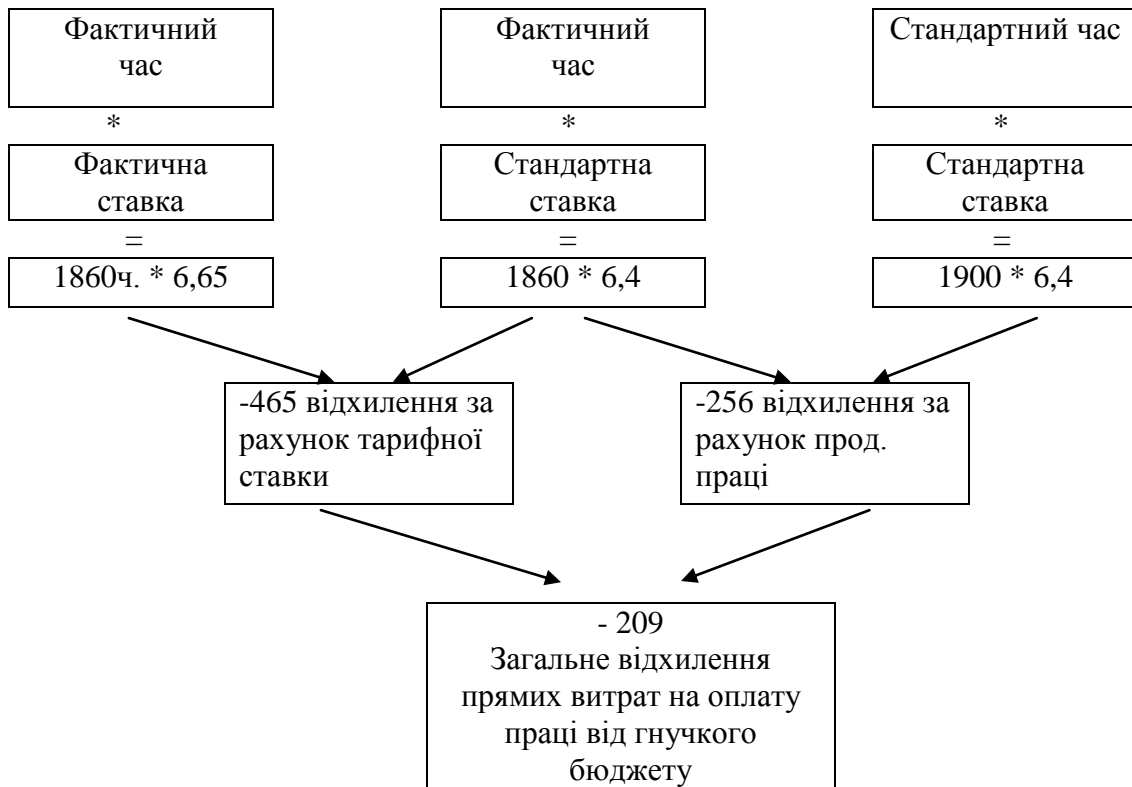 Фактичний
час
Фактичний
час
Стандартний час
*
*
*
Фактична
ставка
Стандартна
ставка
Стандартна
ставка
=
=
=
1860ч. * 6,65
1860 * 6,4
1900 * 6,4
-465 відхилення за
рахунок тарифної
ставки
-256 відхилення за
рахунок прод.
праці
- 209
Загальне відхилення
прямих витрат на оплату
праці від гнучкого
бюджету